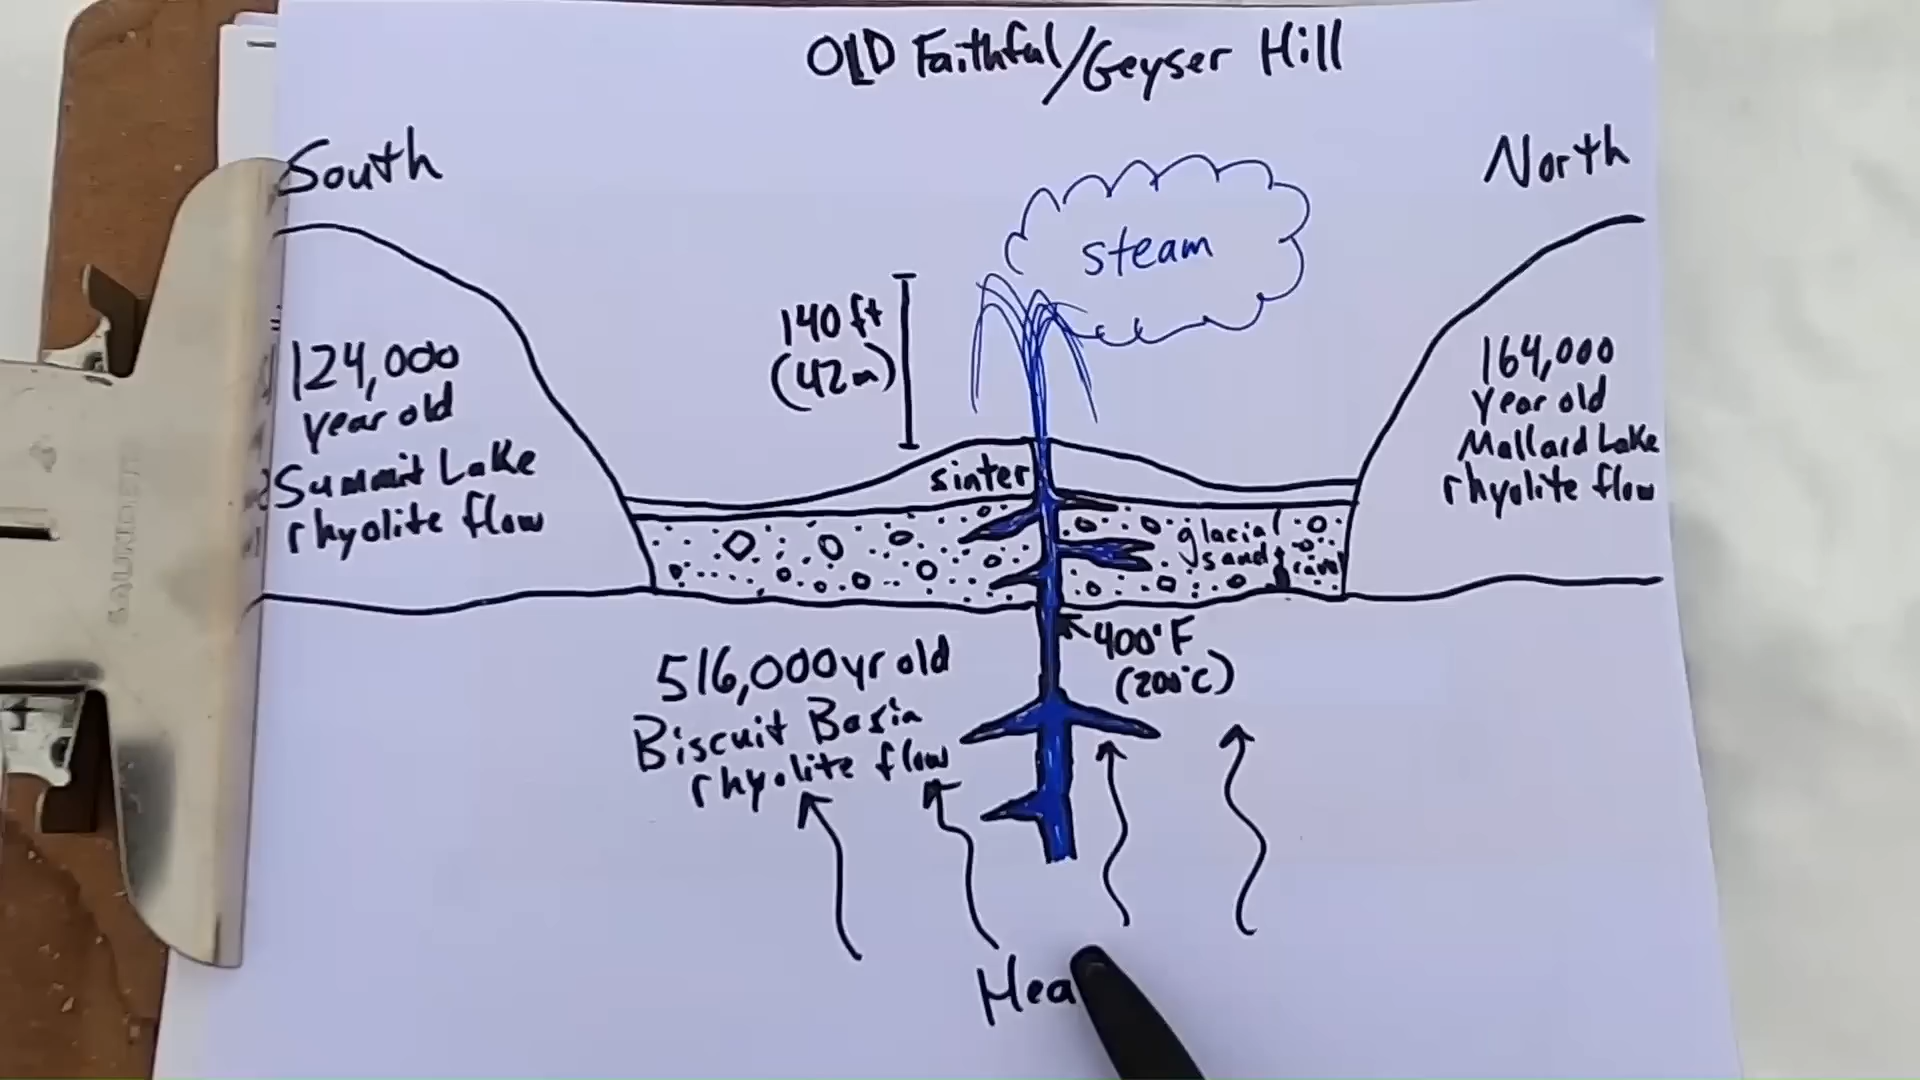 OLD Faithful/Geyser Hill
South
North
steam
140 ft
(42m)
124,000
year old
Summit Lake
rhyolite flow
164,000
year old
Mallard Lake
rhyolite flow
sinter
glacial
sand +
516,000 yr old
Biscuit Basin
rhyolite flow
400°F
(200°C)
Hea
SAUNDERS